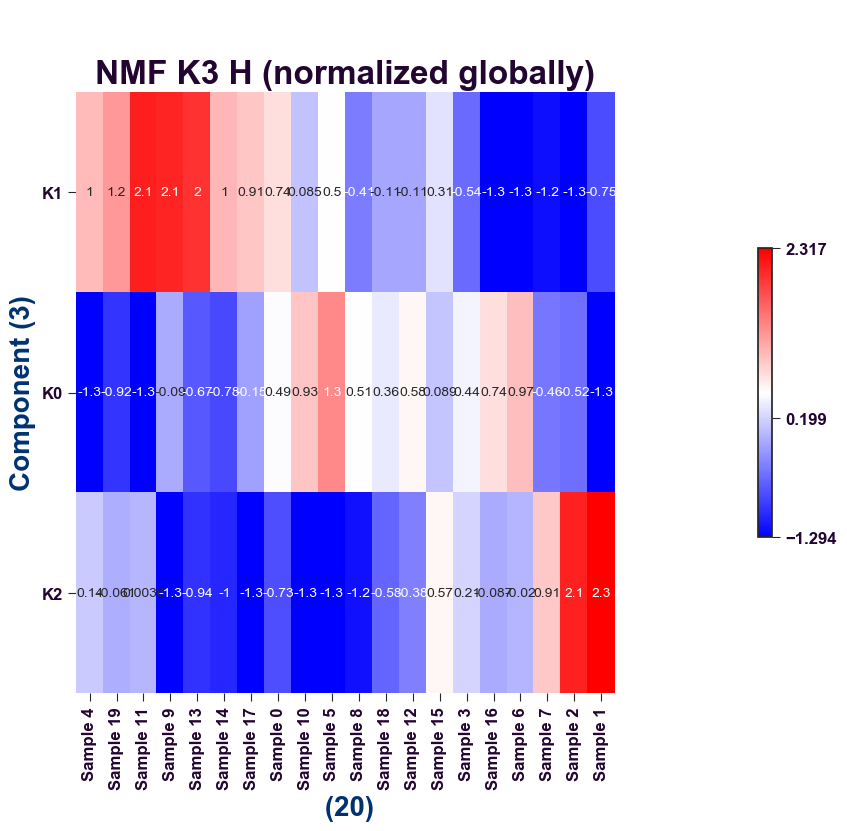 NMF K3 H (normalized globally)
K1
1 1.2 2.1 2.1 2 1 0.91 0.74 0.085 0.5 -0.41 -0.11 -0.11 0.31 -0.54 -1.3 -1.3 -1.2 -1.3 -0.75
K0
-1.3 -0.92 -1.3 -0.09 -0.67 -0.78 -0.15 0.49 0.93 1.3 0.51 0.36 0.58 0.089 0.44 0.74 0.97 -0.46 -0.52 -1.3
K2
0.14 -0.061 -1.3 -0.94 -1 -1.3 -0.73 -1.3 -1.3 -1.2 -0.58 -0.38 0.57 0.21 -0.087 -0.02 0.91 2.1 2.3
Component (3)
Sample 4
Sample 19
Sample 11
Sample 9
Sample 13
Sample 14
Sample 17
Sample 0
Sample 10
Sample 5
Sample 8
Sample 18
Sample 12
Sample 15
Sample 3
Sample 16
Sample 6
Sample 7
Sample 2
Sample 1
(20)
2.317
0.199
−1.294